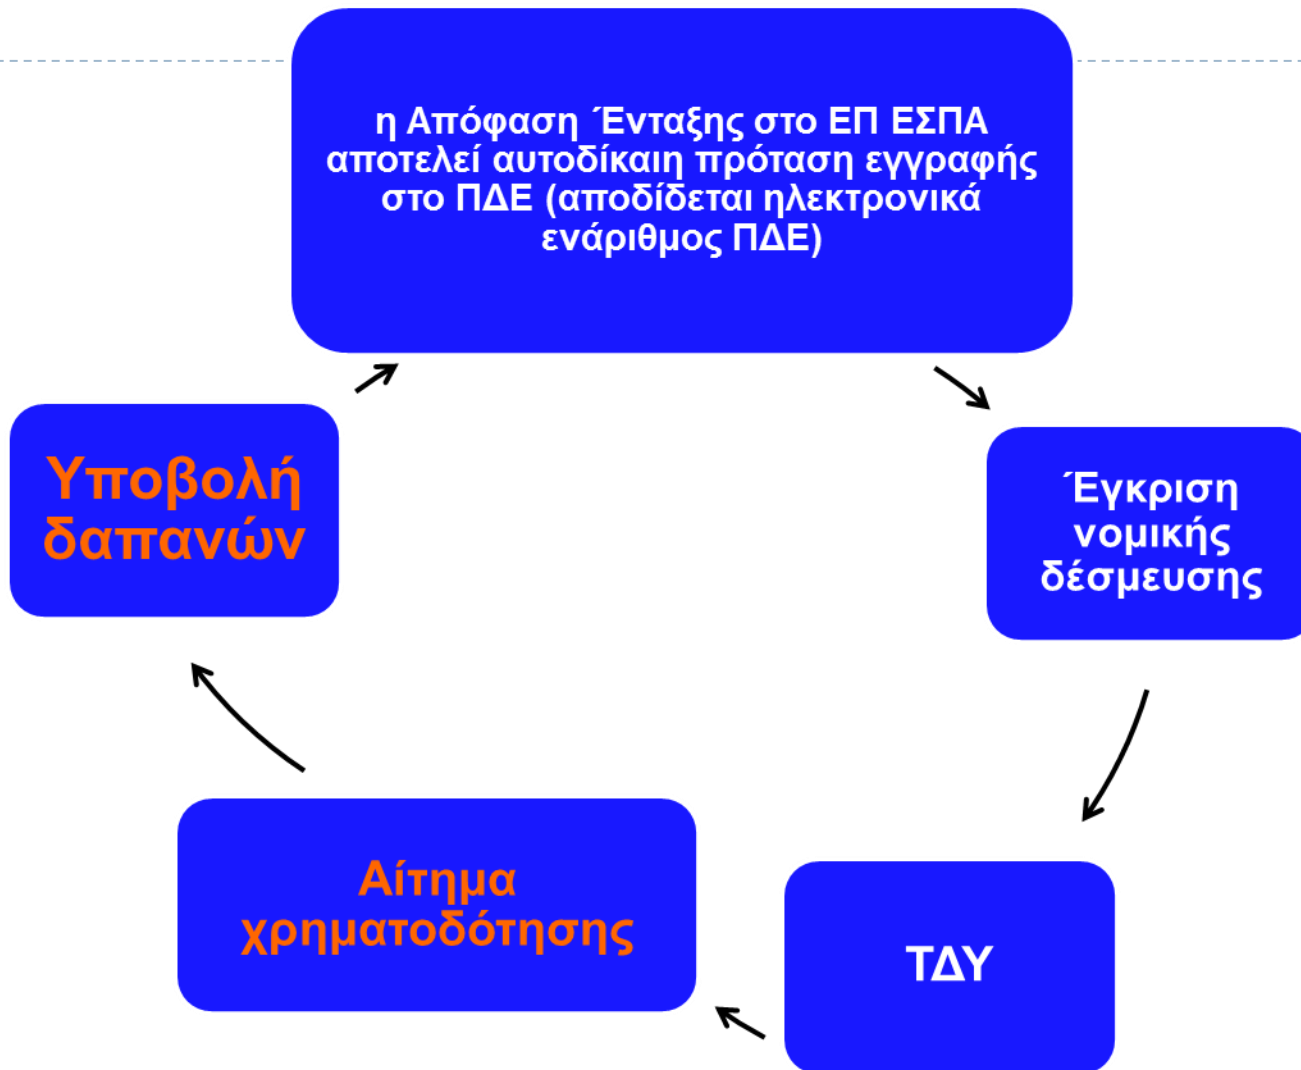 η Απόφαση Ένταξης στο ΕΠ ΕΣΠΑ
αποτελεί αυτοδίκαιη πρόταση εγγραφής
στο ΠΔΕ (αποδίδεται ηλεκτρονικά
ενάριθμος ΠΔΕ)
Έγκριση
νομικής
δέσμευσης
ΤΔΥ
Αίτημα
χρηματοδότησης
Υποβολή
δαπανών